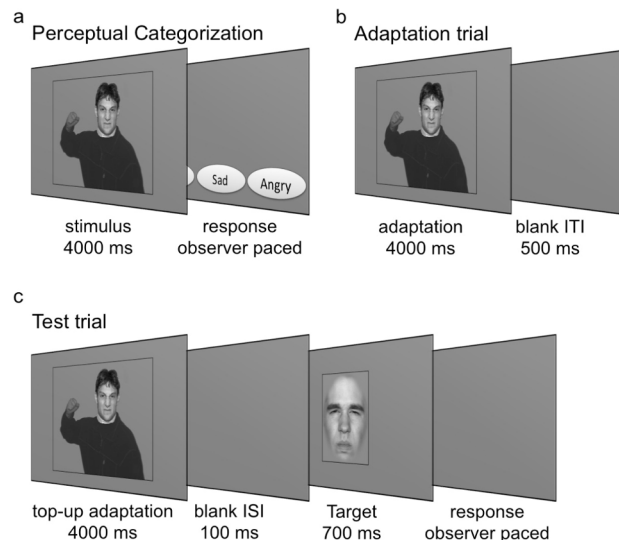 a
Perceptual Categorization
Sad
Angry
stimulus
4000 ms
response
observer paced
b
Adaptation trial
adaptation
4000 ms
blank ITI
500 ms
c
Test trial
top-up adaptation
4000 ms
blank ISI
100 ms
Target
700 ms
response
observer paced